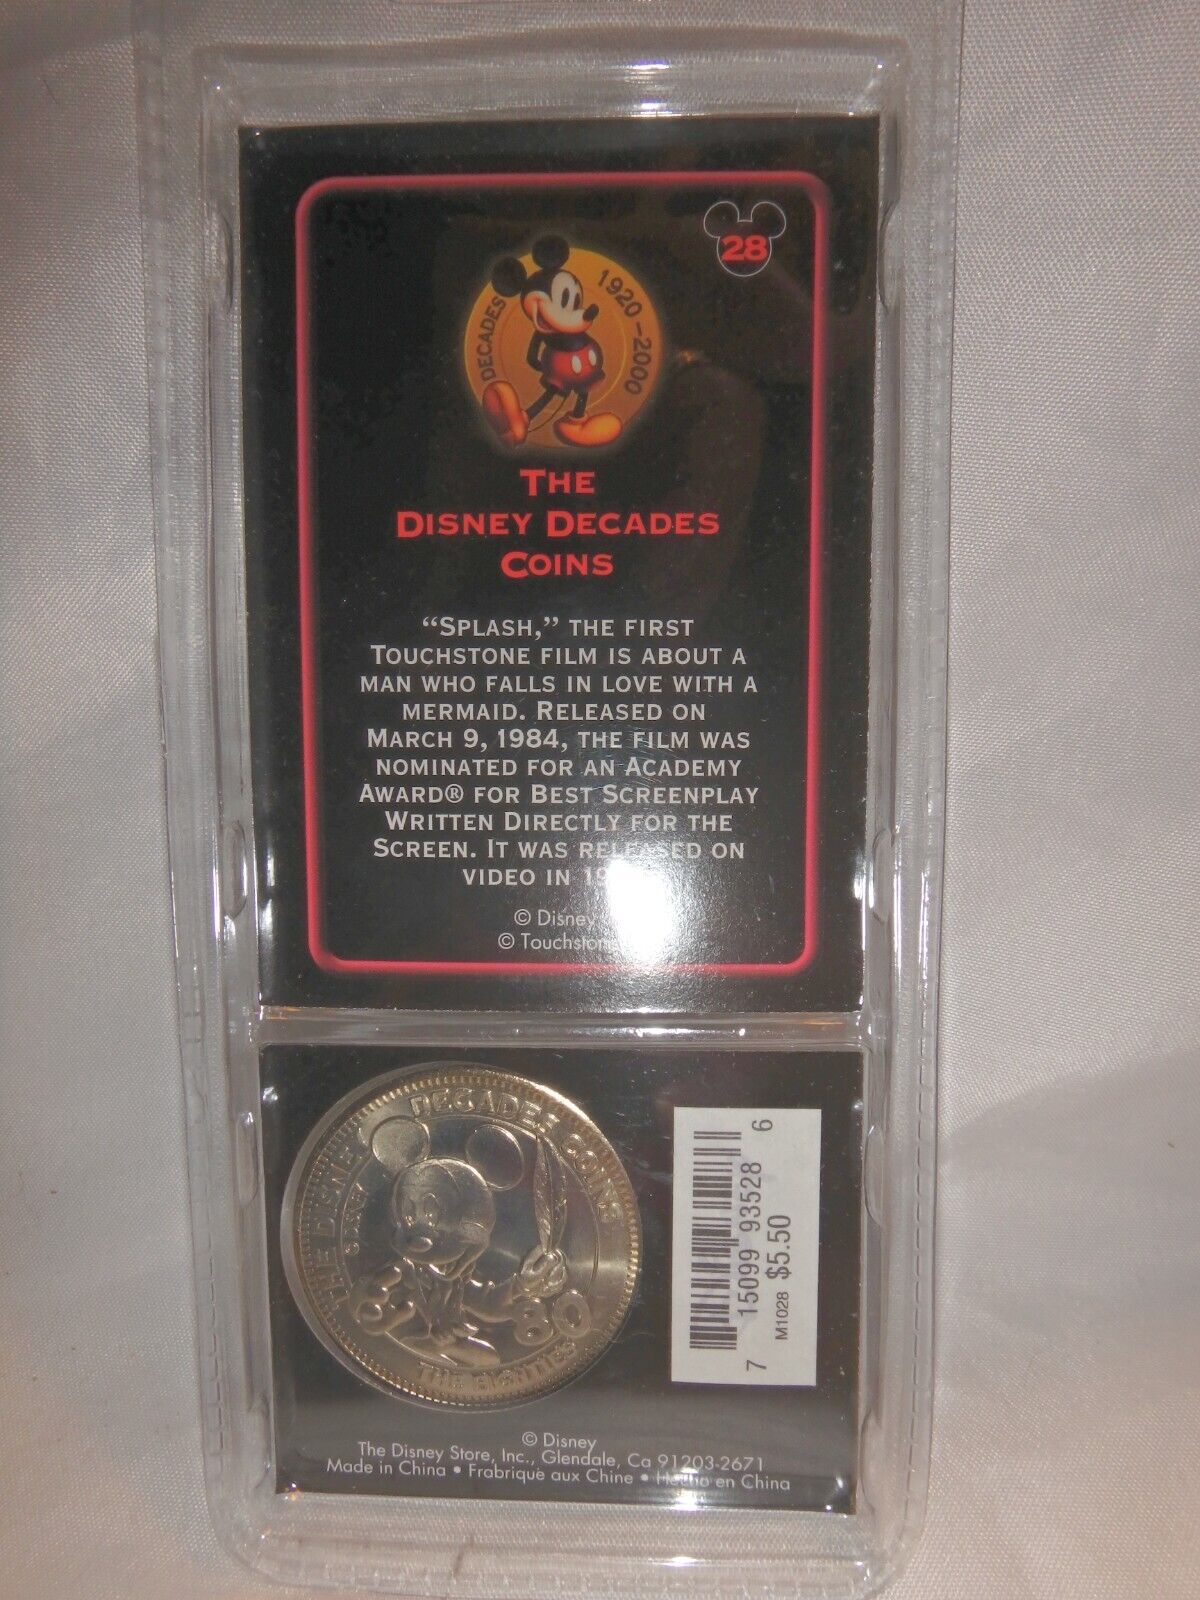 28
DECADES
1920-2000
THE
DISNEY DECADES
COINS
"SPLASH," THE FIRST
TOUCHSTONE FILM IS ABOUT A
MAN WHO FALLS IN LOVE WITH A
MERMAID. RELEASED ON
MARCH 9, 1984, THE FILM WAS
NOMINATED FOR AN ACADEMY
AWARD® FOR BEST SCREENPLAY
WRITTEN DIRECTLY FOR THE
SCREEN. IT WAS RELEASED ON
VIDEO IN
© Disney
© Touchstone
THE DISNEY DECADES COINS
© DISNEY
80
THE EIGHTIES
7 15099 93528 6
M1028 $5.50
© Disney
The Disney Store, Inc., Glendale, Ca 91203-2671
Made in China • Frabrique aux Chine • Hecho en China